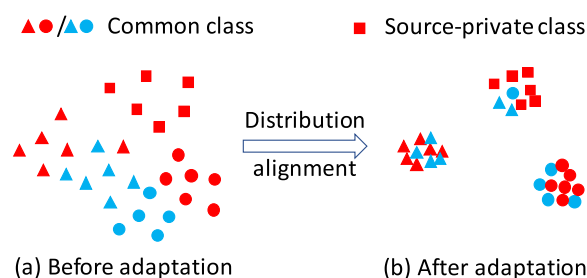 / Common class
Source-private class
Distribution
alignment
(a) Before adaptation
(b) After adaptation